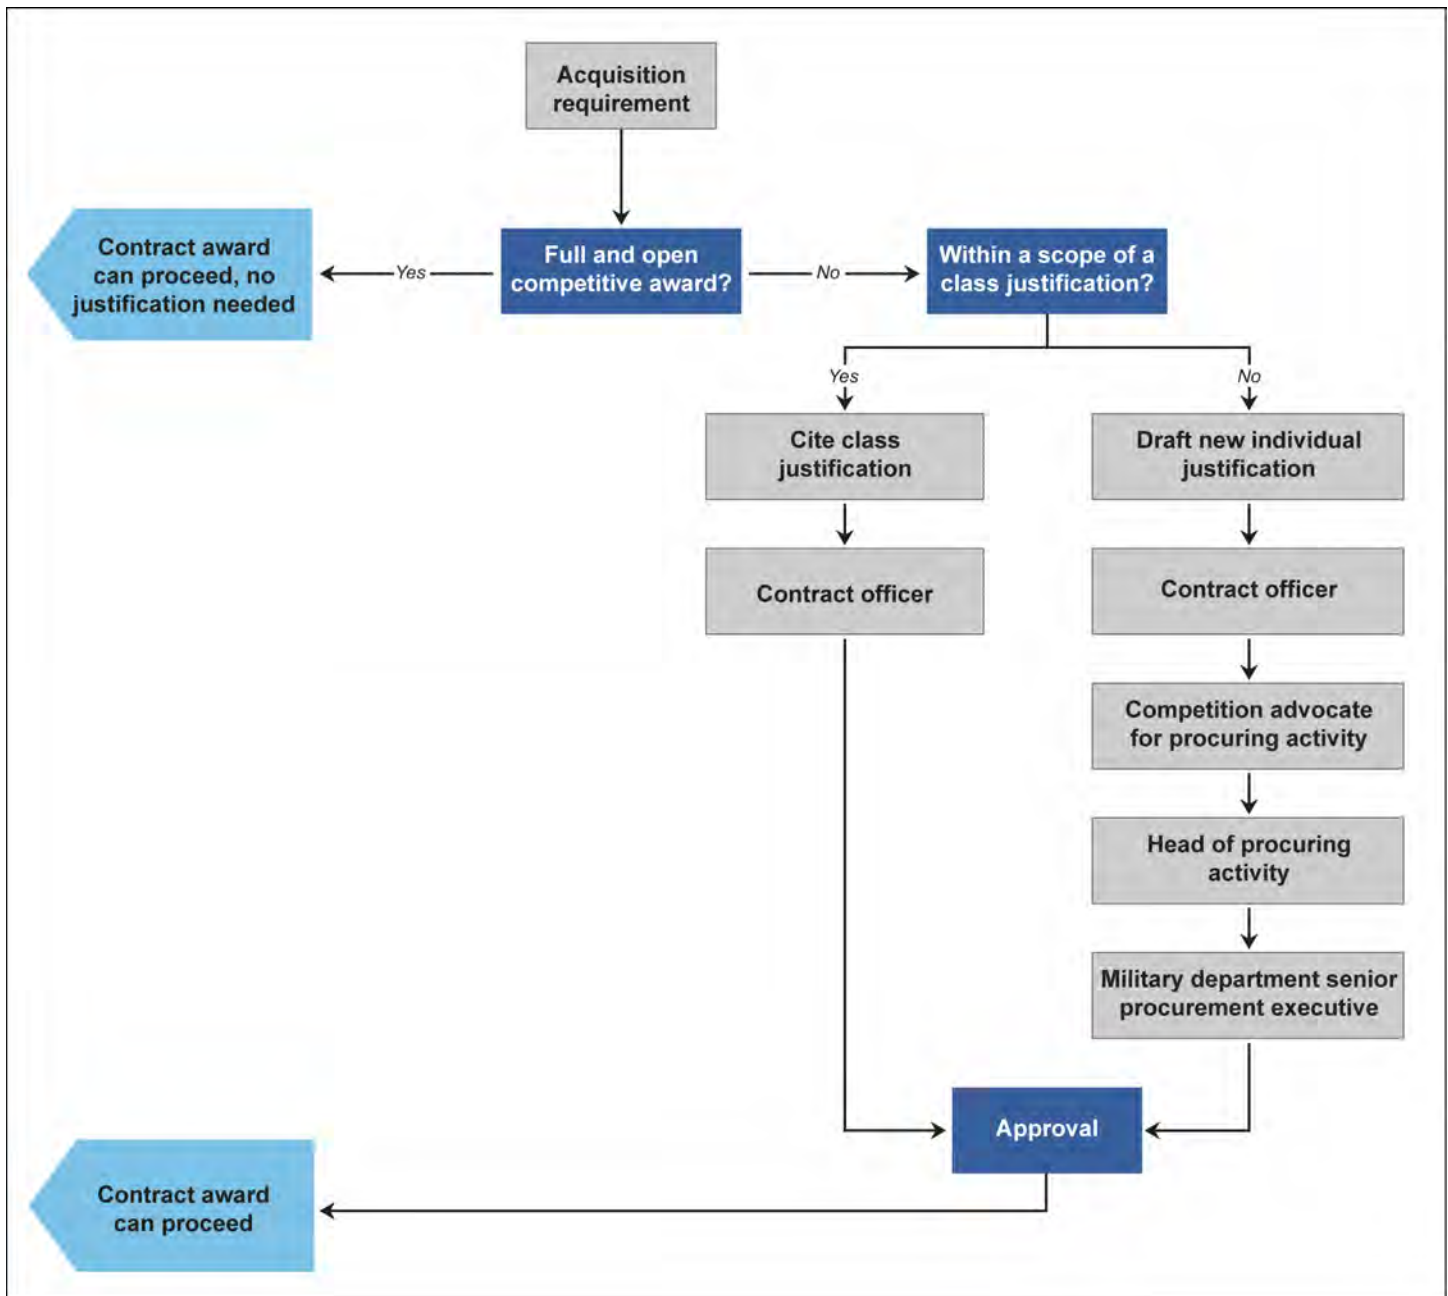 Acquisition
requirement
Contract award
can proceed, no
justification needed
Yes
Full and open
competitive award?
No
Within a scope of a
class justification?
Yes
No
Cite class
justification
Draft new individual
justification
Contract officer
Contract officer
Competition advocate
for procuring activity
Head of procuring
activity
Military department senior
procurement executive
Approval
Contract award
can proceed